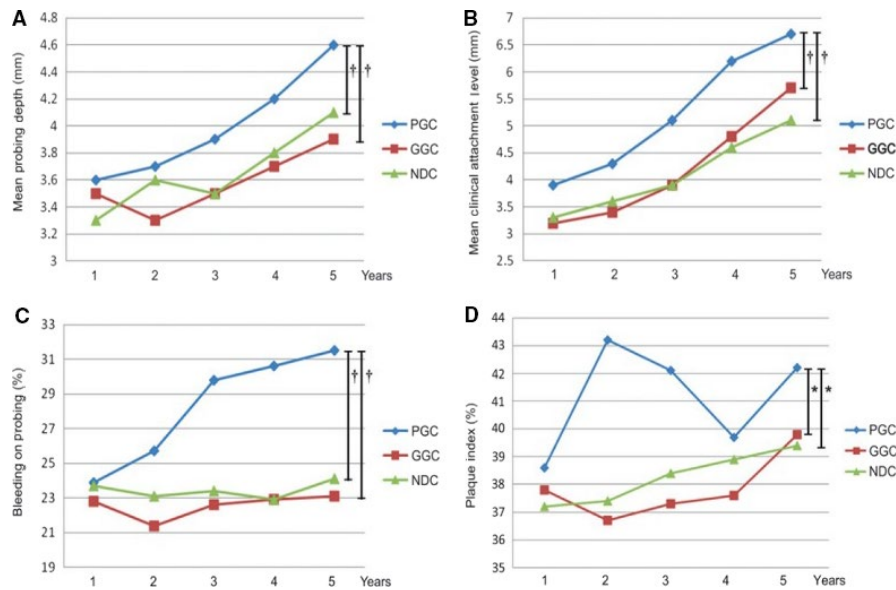 A
Mean probing depth (mm)
4.8
4.6
4.4
4.2
4
3.8
3.6
3.4
3.2
3
1 2 3 4 5 Years
† †
PGC
GGC
NDC
B
Mean clinical attachment level (mm)
7
6.5
6
5.5
5
4.5
4
3.5
3
2.5
1 2 3 4 5 Years
† †
PGC
GGC
NDC
C
Bleeding on probing (%)
33
31
29
27
25
23
21
19
1 2 3 4 5 Years
† †
PGC
GGC
NDC
D
Plaque index (%)
44
43
42
41
40
39
38
37
36
35
1 2 3 4 5 Years
* *
PGC
GGC
NDC